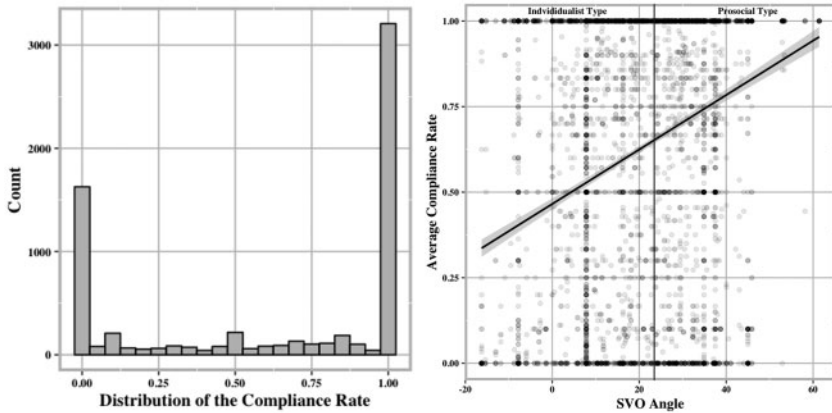 3000
2000
1000
0
Count
0.00 0.25 0.50 0.75 1.00
Distribution of the Compliance Rate
Indvididualist Type Prosocial Type
1.00
0.75
0.50
0.25
0.00
Average Compliance Rate
-20 0 20 40 60
SVO Angle